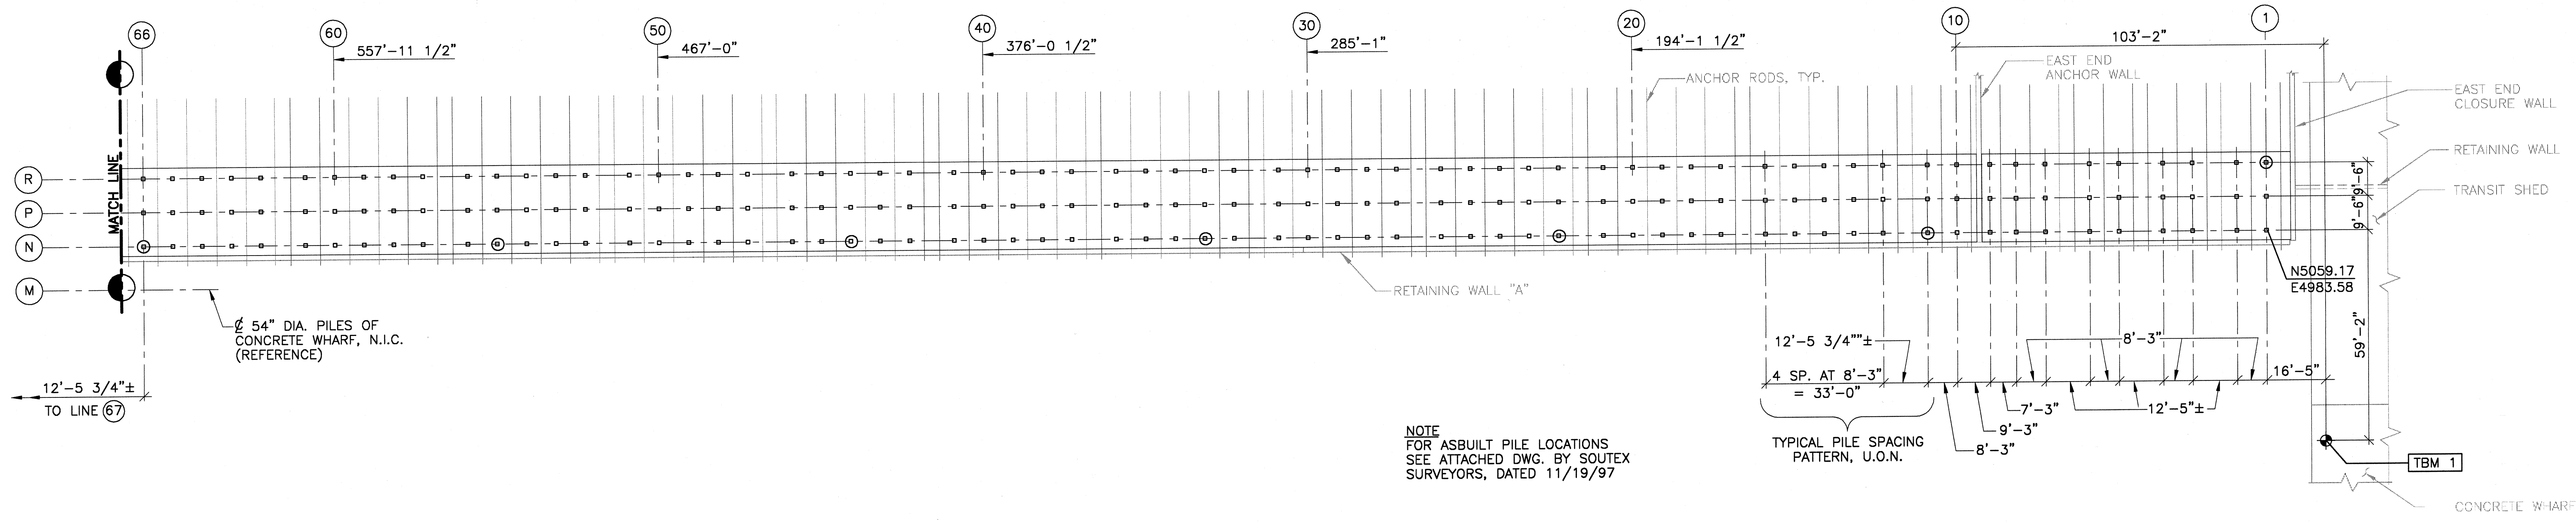 66
60
50
40
30
20
10
1
557'-11 1/2"
467'-0"
376'-0 1/2"
285'-1"
194'-1 1/2"
103'-2"
ANCHOR RODS, TYP.
EAST END
ANCHOR WALL
EAST END
CLOSURE WALL
RETAINING WALL
TRANSIT SHED
R
P
N
M
MATCH LINE
9'-6"
9'-6"
N5059.17
E4983.58
RETAINING WALL "A"
℄ 54" DIA. PILES OF
CONCRETE WHARF, N.I.C.
(REFERENCE)
12'-5 3/4""±
8'-3"
59'-2"
12'-5 3/4"±
TO LINE 67
4 SP. AT 8'-3"
= 33'-0"
16'-5"
7'-3"
12'-5"±
9'-3"
8'-3"
TYPICAL PILE SPACING
PATTERN, U.O.N.
NOTE
FOR ASBUILT PILE LOCATIONS
SEE ATTACHED DWG. BY SOUTEX
SURVEYORS, DATED 11/19/97
TBM 1
CONCRETE WHARF